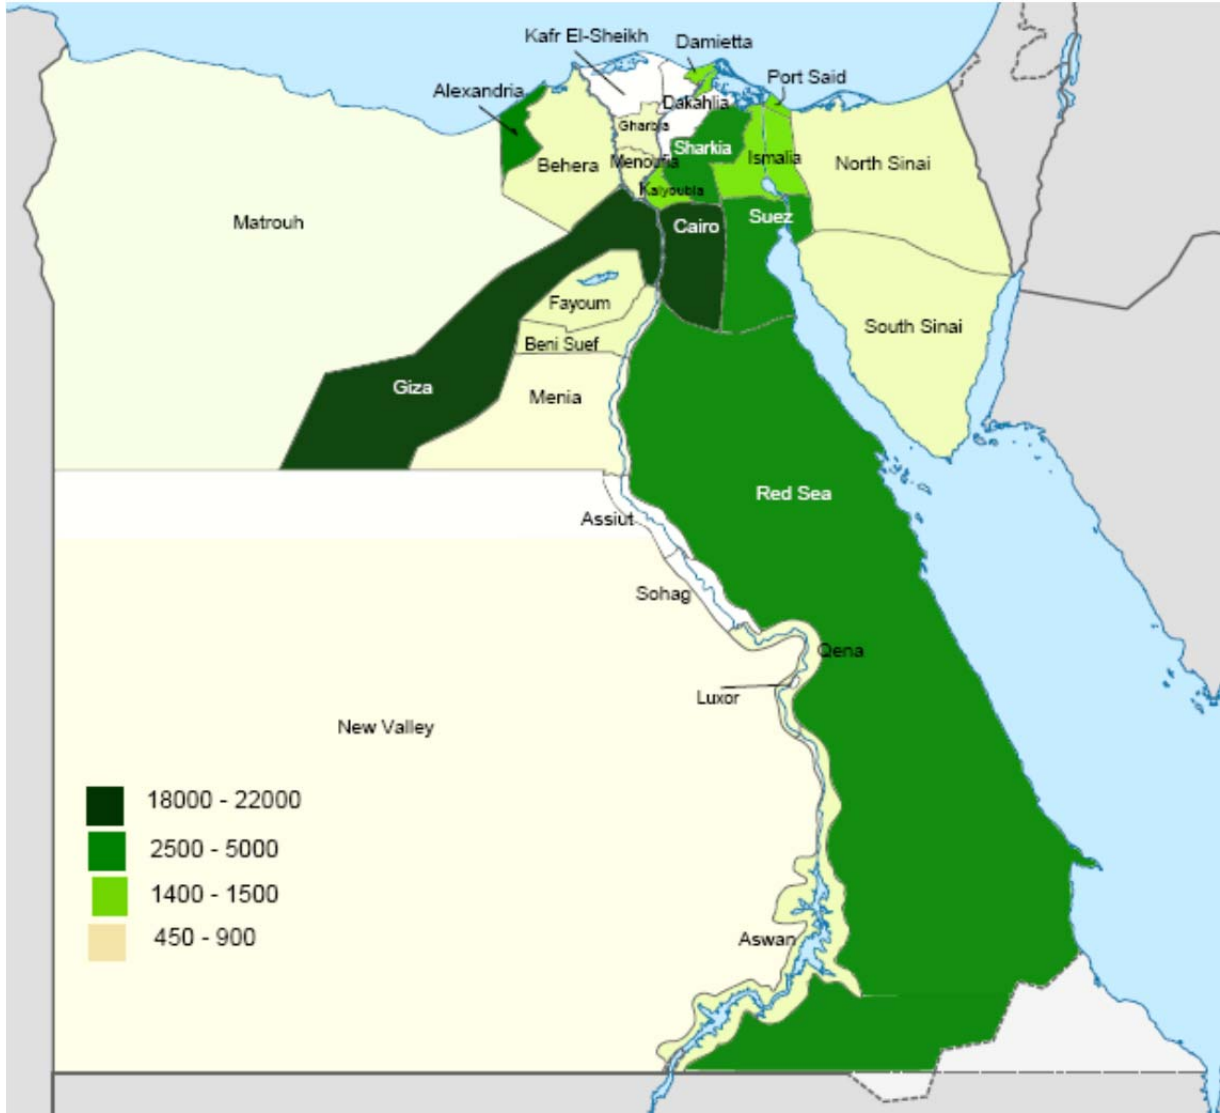 Kafr El-Sheikh
Damietta
Port Said
Alexandria
Dakahlia
Gharbia
Sharkia
Ismalia
Behera
Menoufia
North Sinai
Kalyoubia
Matrouh
Cairo
Suez
Fayoum
South Sinai
Beni Suef
Giza
Menia
Red Sea
Assiut
Sohag
Qena
Luxor
New Valley
18000 - 22000
2500 - 5000
1400 - 1500
450 - 900
Aswan